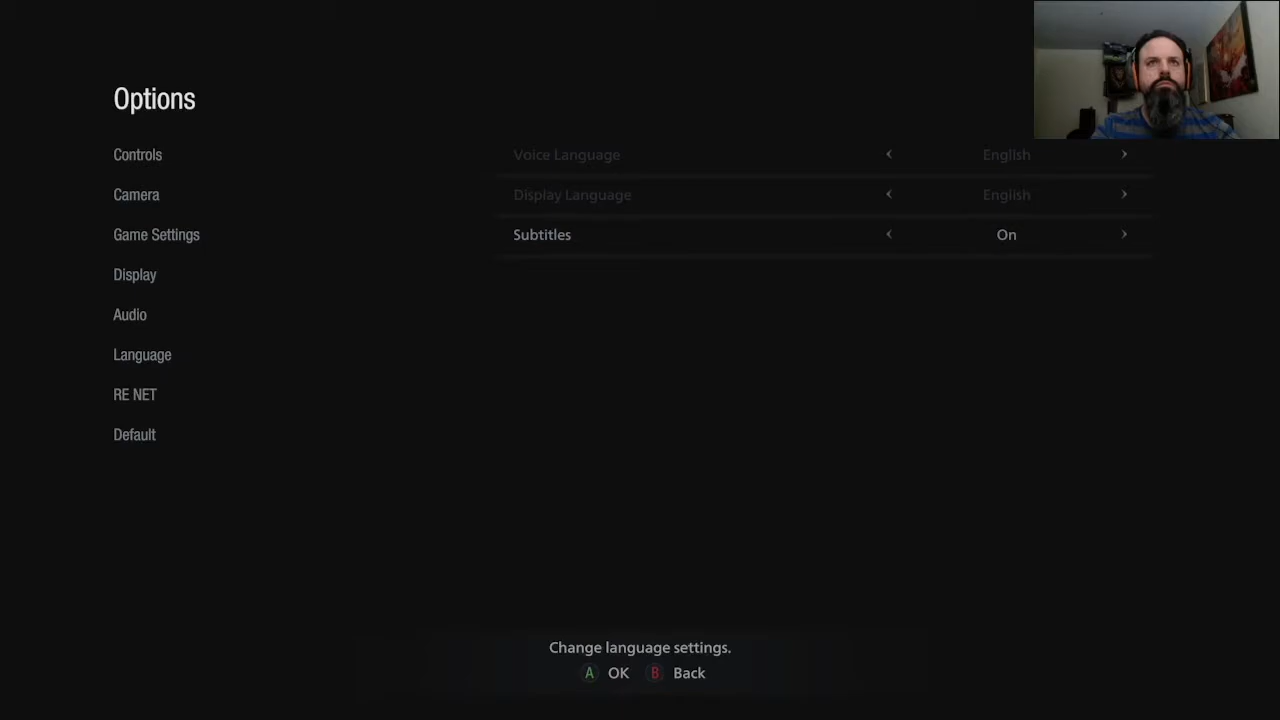 Options
Controls
Camera
Game Settings
Display
Audio
Language
RE NET
Default
Voice Language < English >
Display Language < English >
Subtitles < On >
Change language settings.
A OK B Back